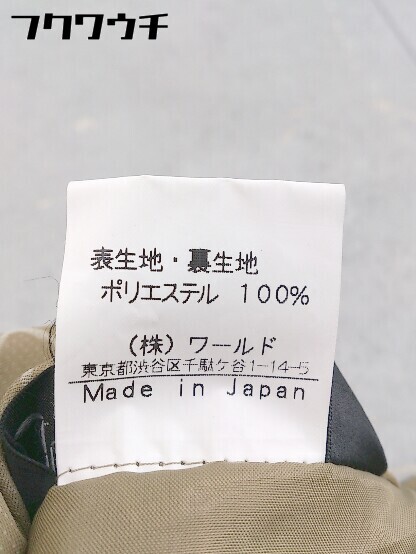 フクワウチ
表生地・裏生地
ポリエステル 100%
(株) ワールド
東京都渋谷区千駄ケ谷1-14-5
Made in Japan